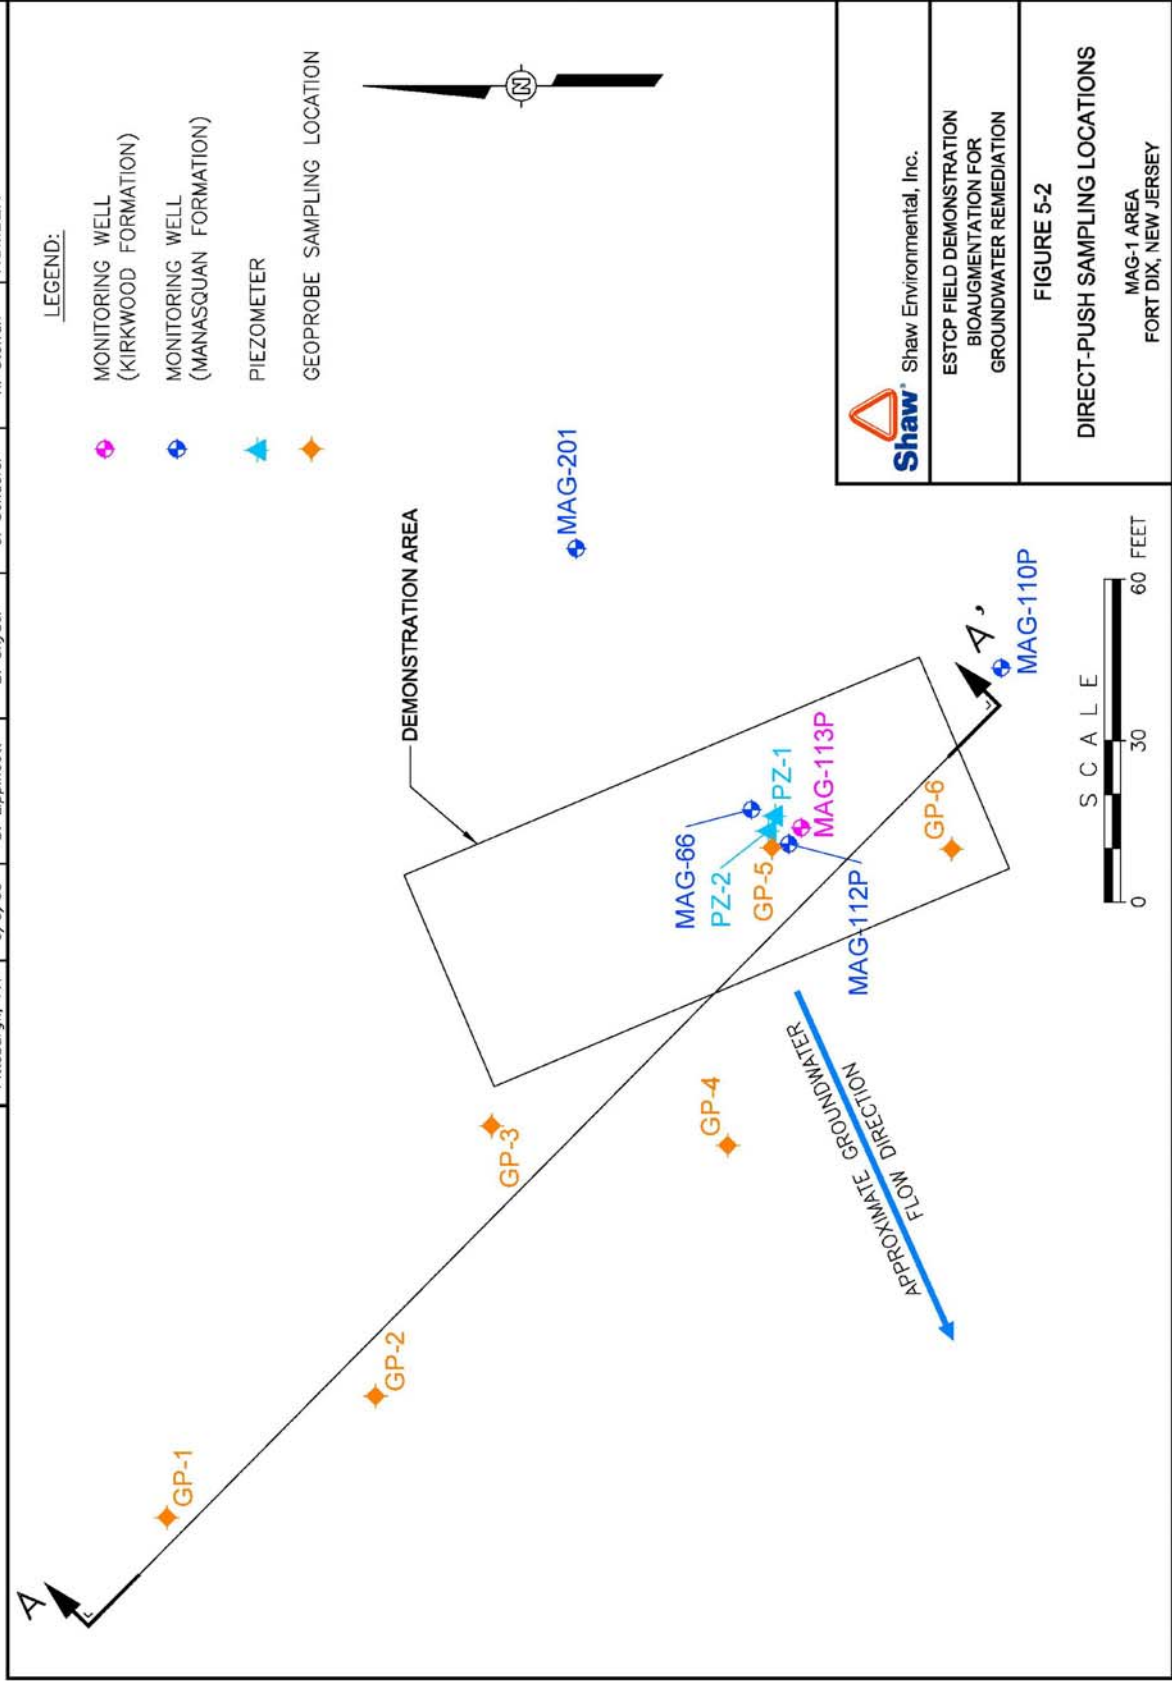 LEGEND:
MONITORING WELL
(KIRKWOOD FORMATION)
MONITORING WELL
(MANASQUAN FORMATION)
PIEZOMETER
GEOPROBE SAMPLING LOCATION
N
A
GP-1
GP-2
GP-3
GP-4
DEMONSTRATION AREA
MAG-201
MAG-66
PZ-2
PZ-1
GP-5
MAG-113P
MAG-112P
GP-6
A'
MAG-110P
APPROXIMATE GROUNDWATER
FLOW DIRECTION
SCALE
0 30 60 FEET
Shaw® Shaw Environmental, Inc.
ESTCP FIELD DEMONSTRATION
BIOAUGMENTATION FOR
GROUNDWATER REMEDIATION
FIGURE 5-2
DIRECT-PUSH SAMPLING LOCATIONS
MAG-1 AREA
FORT DIX, NEW JERSEY